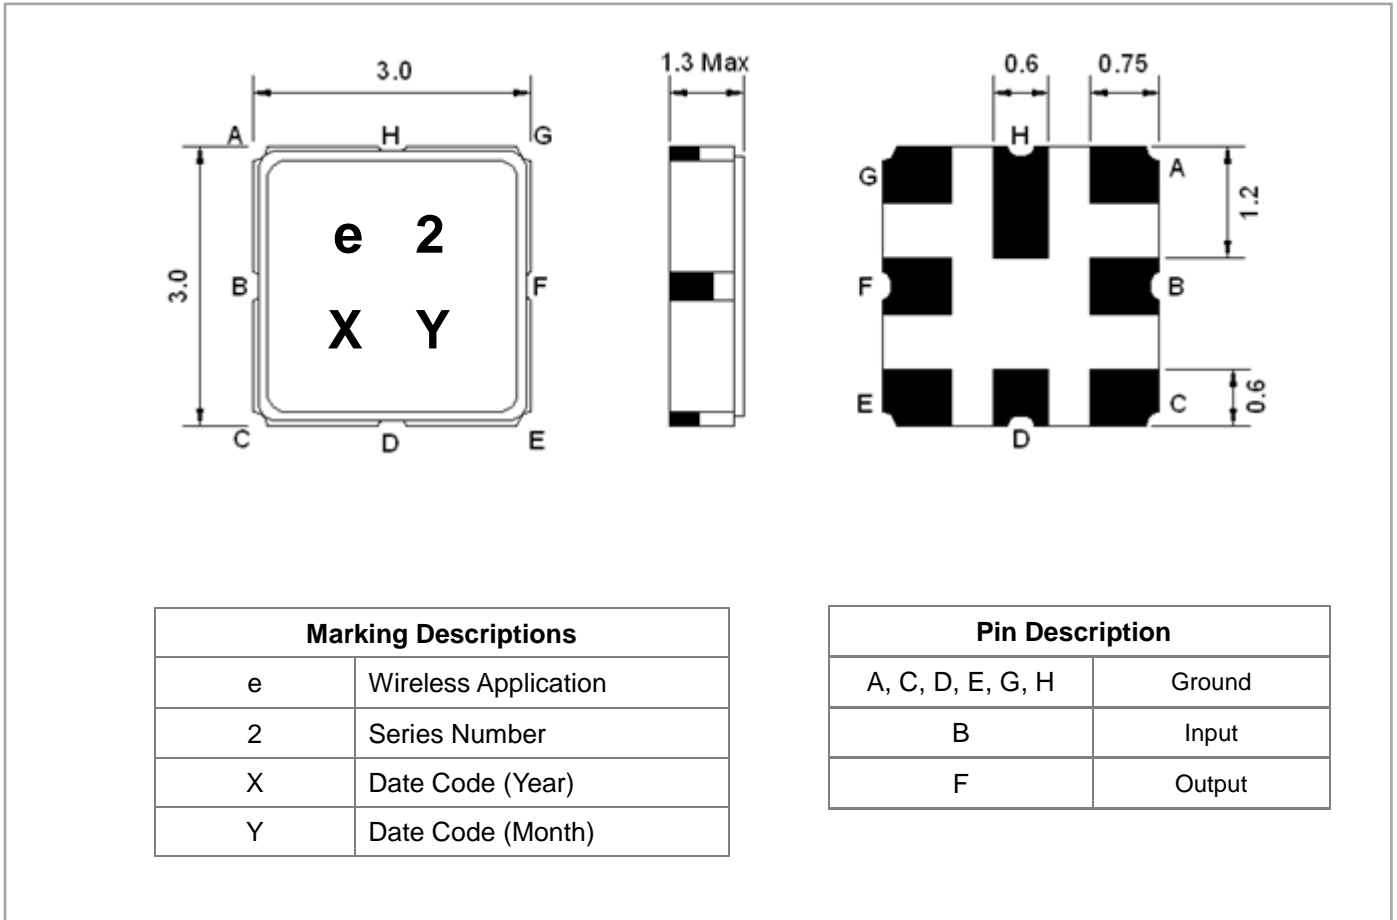 3.0
1.3 Max
0.6 0.75
A H G
H
G A
e 2
1.2
3.0
B F
F B
X Y
E C
0.6
C D E
D
Marking Descriptions
e Wireless Application
2 Series Number
X Date Code (Year)
Y Date Code (Month)
Pin Description
A, C, D, E, G, H Ground
B Input
F Output